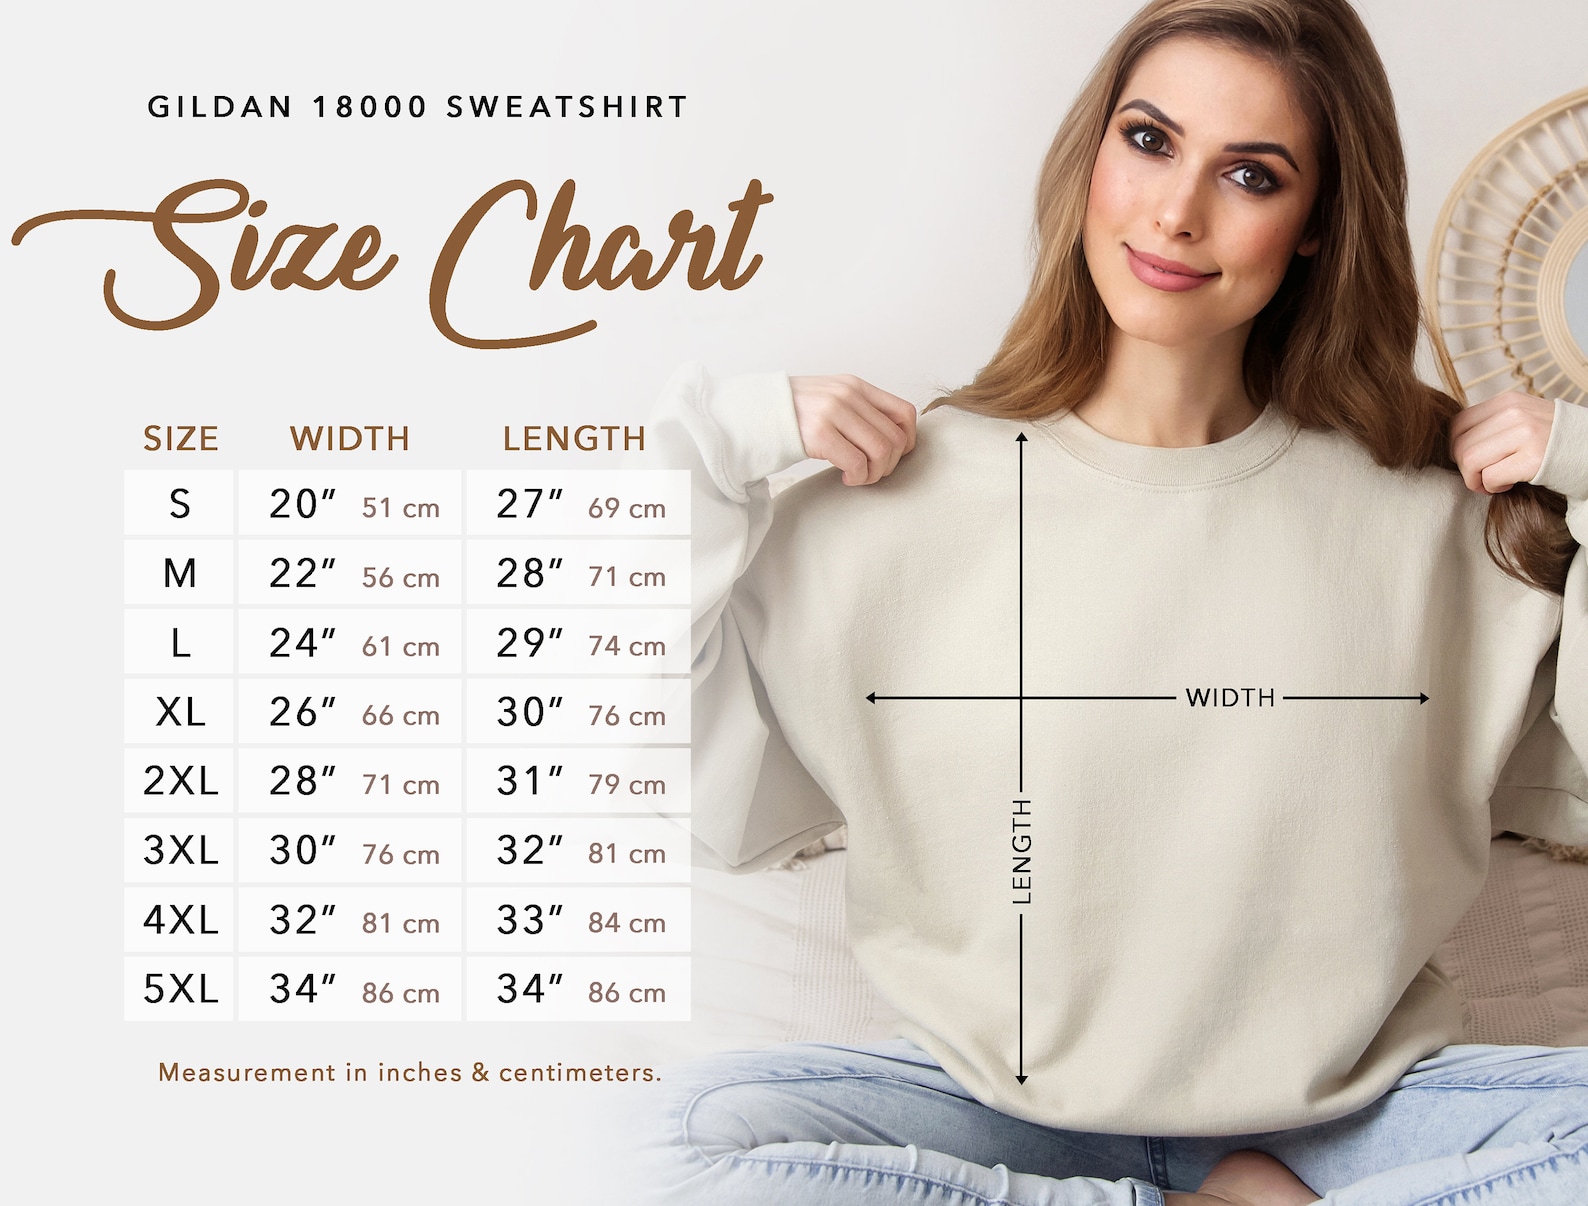 GILDAN 18000 SWEATSHIRT
Size Chart
SIZE WIDTH LENGTH
S 20" 51 cm 27" 69 cm
M 22" 56 cm 28" 71 cm
L 24" 61 cm 29" 74 cm
XL 26" 66 cm 30" 76 cm
2XL 28" 71 cm 31" 79 cm
3XL 30" 76 cm 32" 81 cm
4XL 32" 81 cm 33" 84 cm
5XL 34" 86 cm 34" 86 cm
Measurement in inches & centimeters.
WIDTH
LENGTH